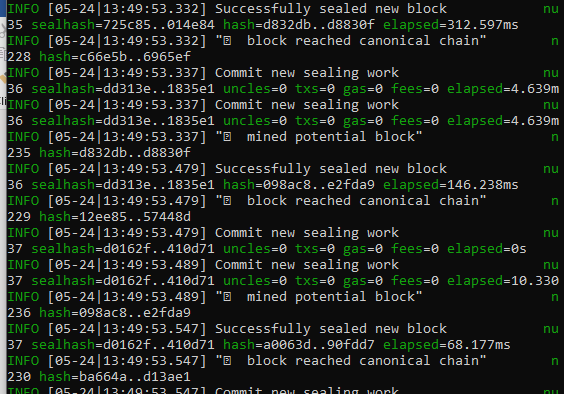 INFO [05-24|13:49:53.332] Successfully sealed new block nu
35 sealhash=725c85..014e84 hash=d832db..d8830f elapsed=312.597ms
INFO [05-24|13:49:53.332] "⍰ block reached canonical chain" n
228 hash=c66e5b..6965ef
INFO [05-24|13:49:53.337] Commit new sealing work nu
36 sealhash=dd313e..1835e1 uncles=0 txs=0 gas=0 fees=0 elapsed=4.639m
INFO [05-24|13:49:53.337] Commit new sealing work nu
36 sealhash=dd313e..1835e1 uncles=0 txs=0 gas=0 fees=0 elapsed=4.639m
INFO [05-24|13:49:53.337] "⍰ mined potential block" n
235 hash=d832db..d8830f
INFO [05-24|13:49:53.479] Successfully sealed new block nu
36 sealhash=dd313e..1835e1 hash=098ac8..e2fda9 elapsed=146.238ms
INFO [05-24|13:49:53.479] "⍰ block reached canonical chain" n
229 hash=12ee85..57448d
INFO [05-24|13:49:53.479] Commit new sealing work nu
37 sealhash=d0162f..410d71 uncles=0 txs=0 gas=0 fees=0 elapsed=0s
INFO [05-24|13:49:53.489] Commit new sealing work nu
37 sealhash=d0162f..410d71 uncles=0 txs=0 gas=0 fees=0 elapsed=10.330
INFO [05-24|13:49:53.489] "⍰ mined potential block" n
236 hash=098ac8..e2fda9
INFO [05-24|13:49:53.547] Successfully sealed new block nu
37 sealhash=d0162f..410d71 hash=a0063d..90fdd7 elapsed=68.177ms
INFO [05-24|13:49:53.547] "⍰ block reached canonical chain" n
230 hash=ba664a..d13ae1
INFO [05-24|13:49:53.547] Commit new sealing work nu